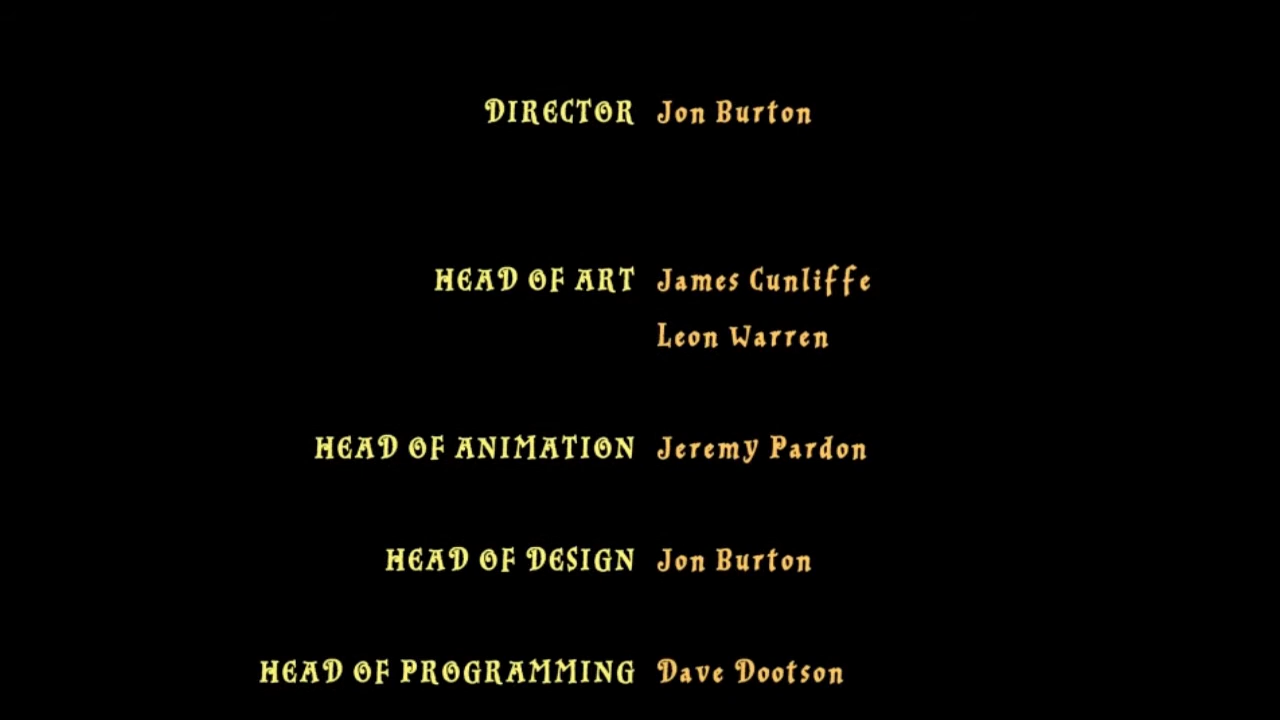 DIRECTOR Jon Burton
HEAD OF ART James Cunliffe
Leon Warren
HEAD OF ANIMATION Jeremy Pardon
HEAD OF DESIGN Jon Burton
HEAD OF PROGRAMMING Dave Dootson